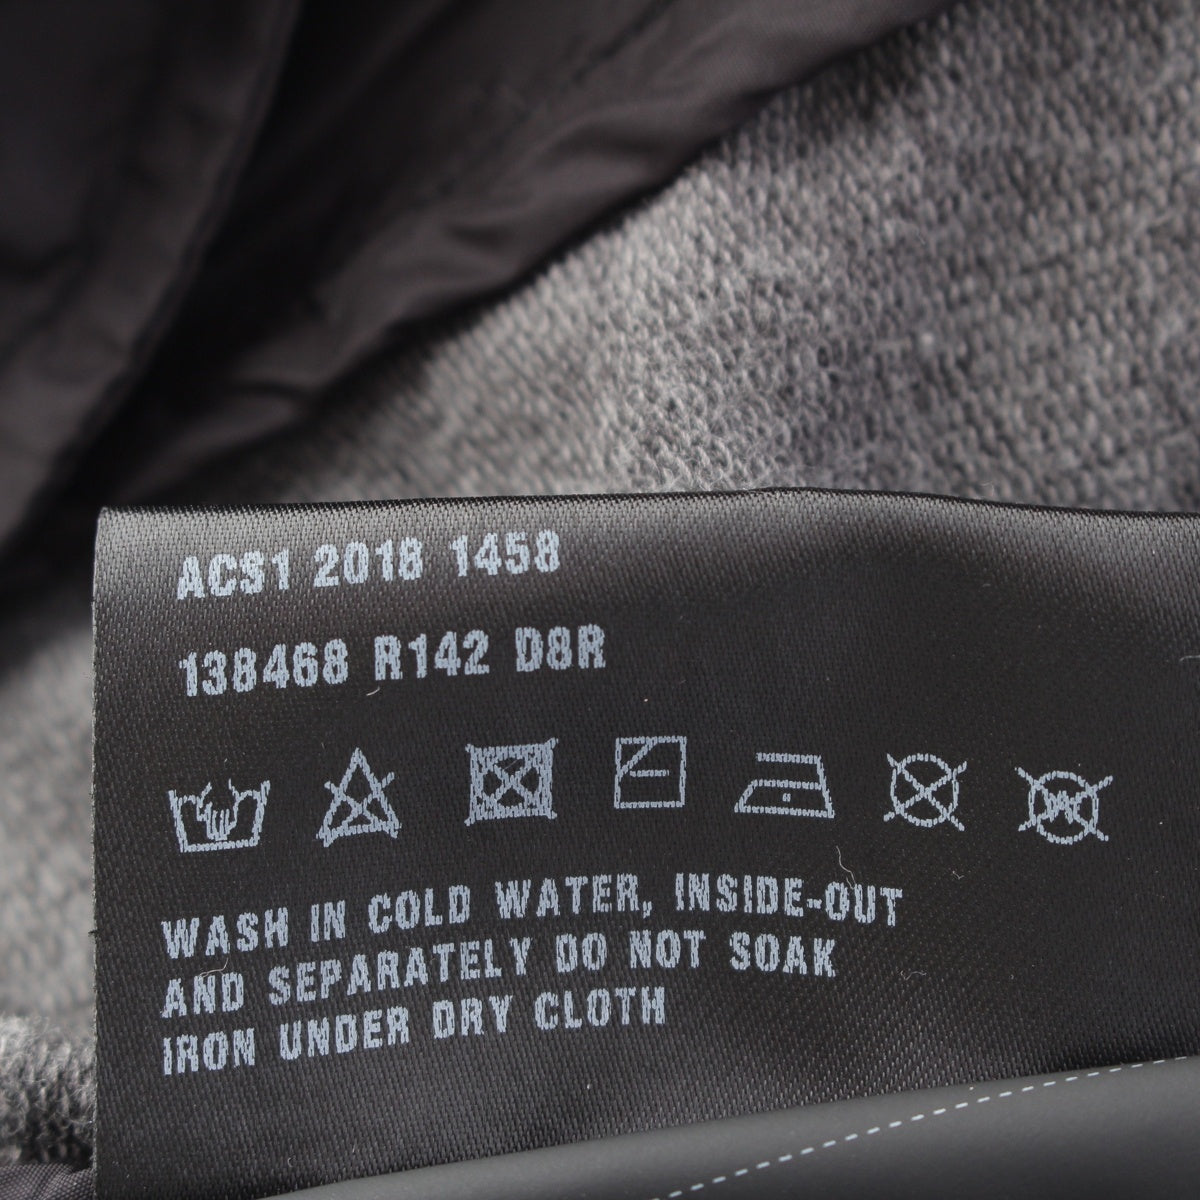 ACS1 2018 1458
138468 R142 D8R
WASH IN COLD WATER, INSIDE-OUT
AND SEPARATELY DO NOT SOAK
IRON UNDER DRY CLOTH